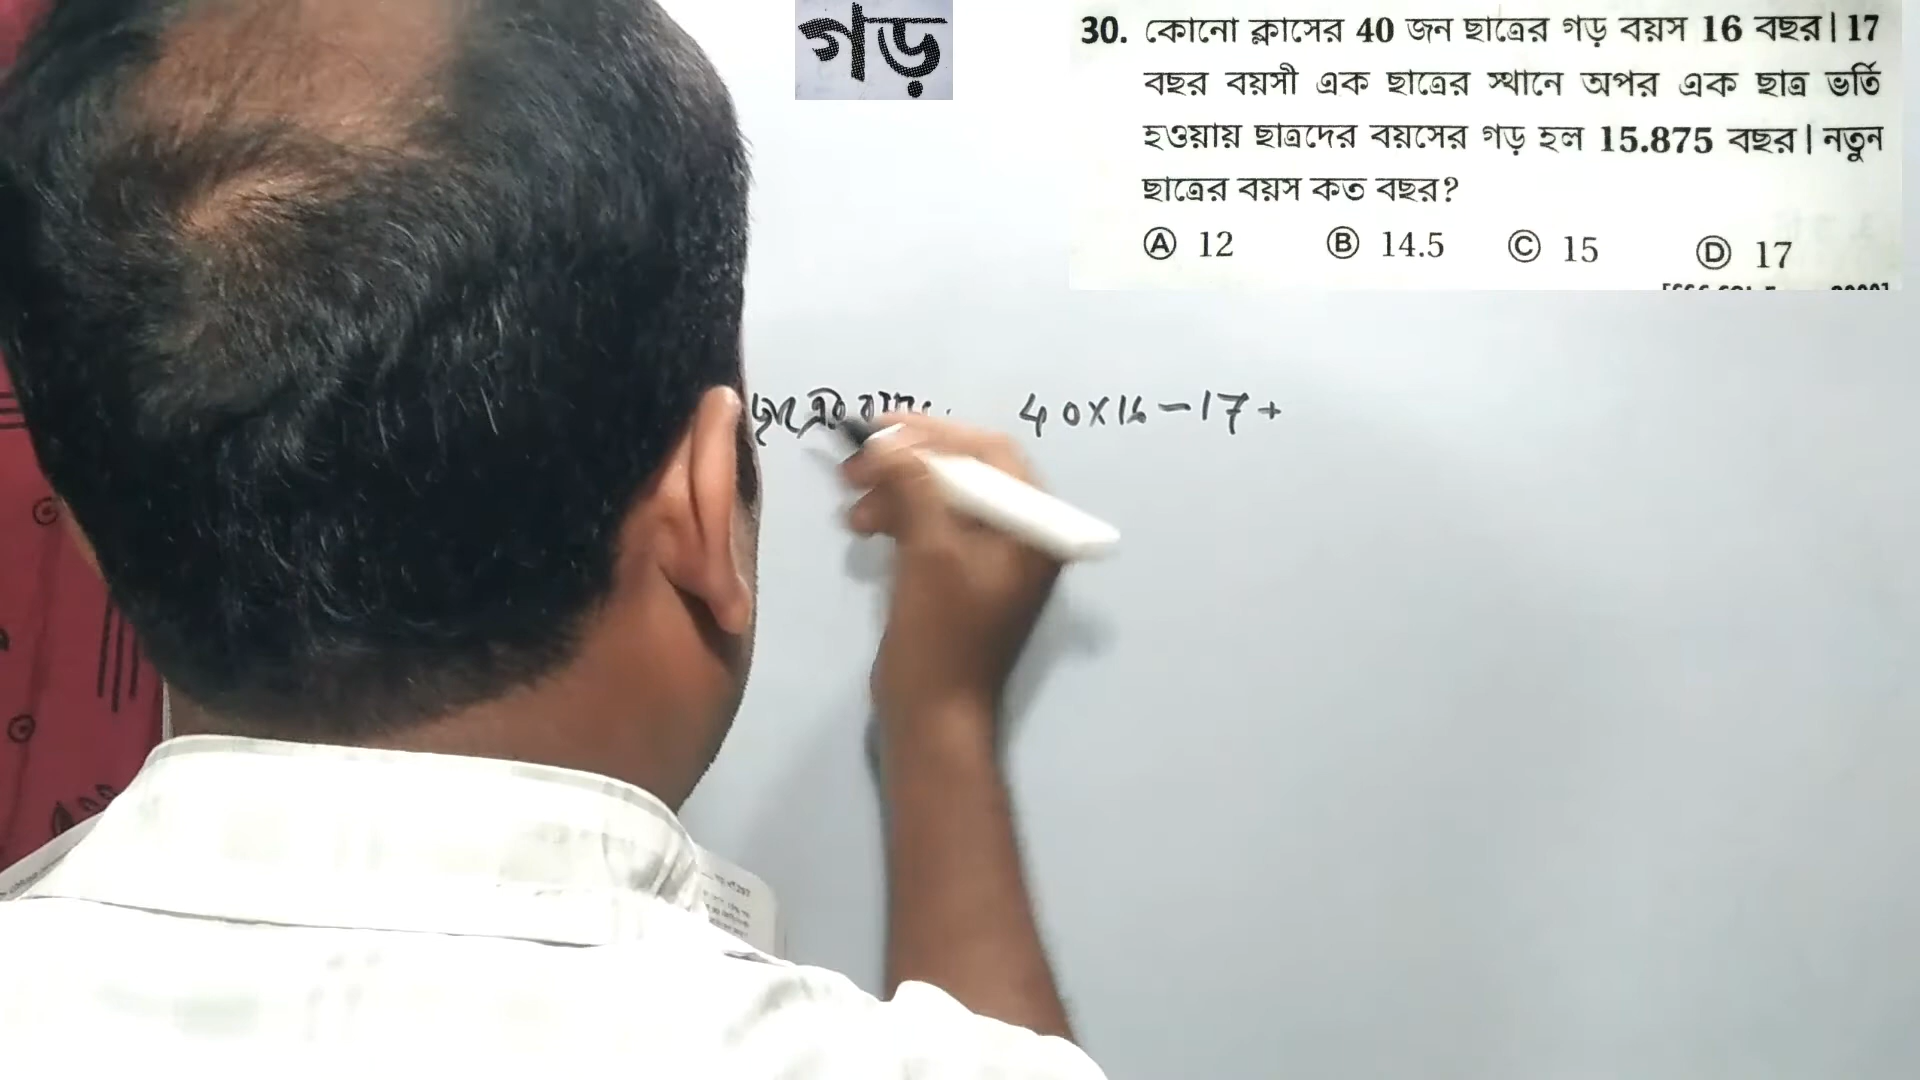 গড়
30. কোনো ক্লাসের 40 জন ছাত্রের গড় বয়স 16 বছর। 17
বছর বয়সী এক ছাত্রের স্থানে অপর এক ছাত্র ভর্তি
হওয়ায় ছাত্রদের বয়সের গড় হল 15.875 বছর। নতুন
ছাত্রের বয়স কত বছর?
Ⓐ 12 Ⓑ 14.5 Ⓒ 15 Ⓓ 17
ছাত্রের 40×16-17+